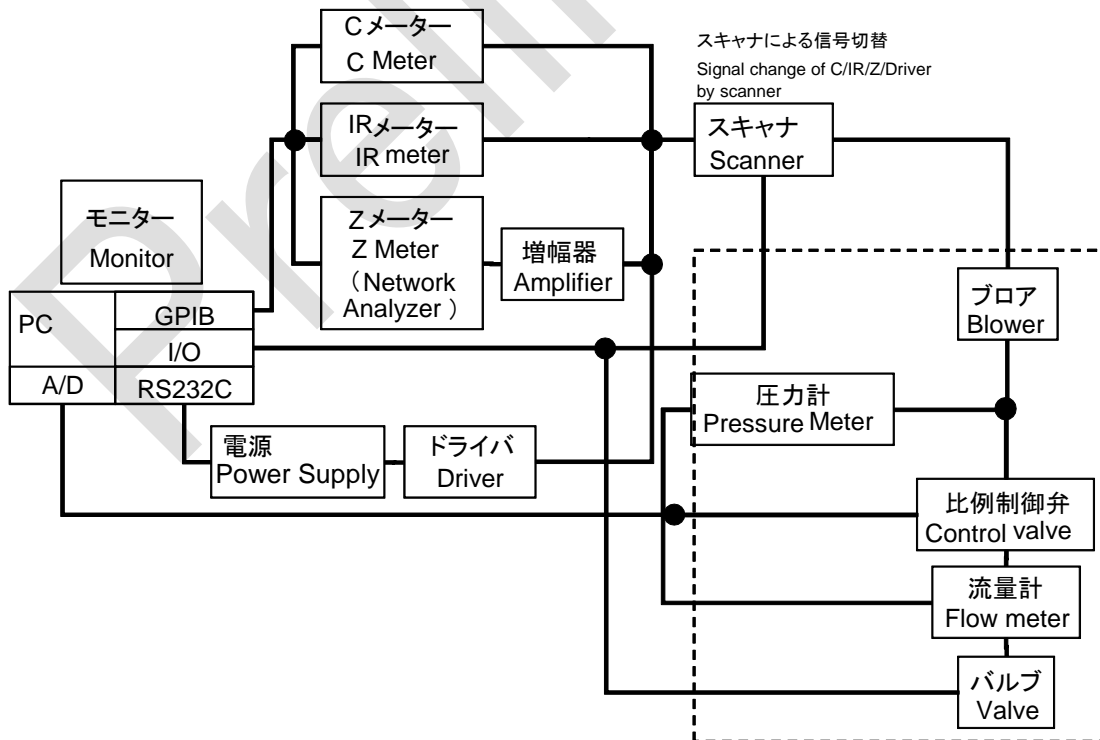 Cメーター
C Meter
スキャナによる信号切替
Signal change of C/IR/Z/Driver
by scanner
IRメーター
IR meter
スキャナ
Scanner
モニター
Monitor
Zメーター
Z Meter
（Network
Analyzer ）
増幅器
Amplifier
ブロア
Blower
PC
GPIB
I/O
A/D
RS232C
圧力計
Pressure Meter
電源
Power Supply
ドライバ
Driver
比例制御弁
Control valve
流量計
Flow meter
バルブ
Valve